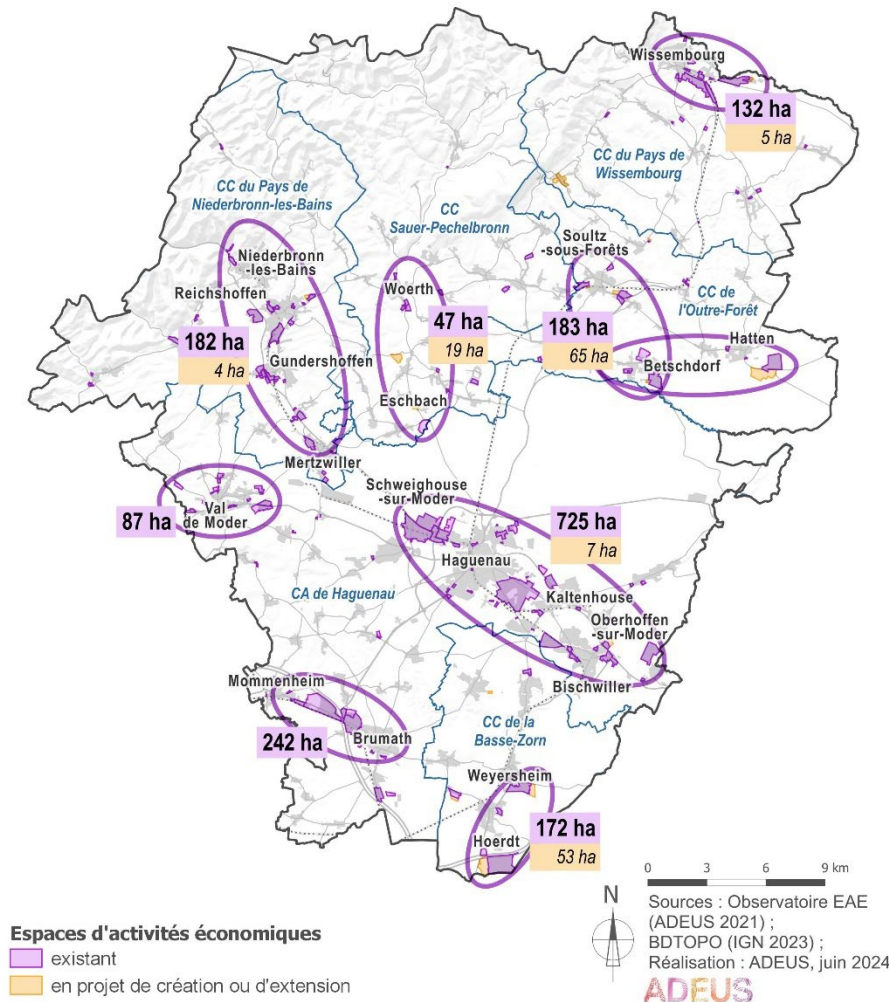 Wissembourg
132 ha
5 ha
CC du Pays de
Wissembourg
CC du Pays de
Niederbronn-les-Bains
CC
Sauer-Pechelbronn
Soultz
-sous-Forêts
Niederbronn
-les-Bains
Reichshoffen
Woerth
CC de
l'Outre-Forêt
182 ha
4 ha
47 ha
19 ha
183 ha
65 ha
Hatten
Gundershoffen
Betschdorf
Eschbach
Mertzwiller
Schweighouse
-sur-Moder
Val
de Moder
87 ha
725 ha
7 ha
Haguenau
CA de Haguenau
Kaltenhouse
Oberhoffen
-sur-Moder
Mommenheim
Bischwiller
Brumath
242 ha
CC de la
Basse-Zorn
Weyersheim
Hoerdt
172 ha
53 ha
0 3 6 9 km
N
Sources : Observatoire EAE
(ADEUS 2021) ;
BDTOPO (IGN 2023) ;
Réalisation : ADEUS, juin 2024
ADEUS
Espaces d'activités économiques
existant
en projet de création ou d'extension